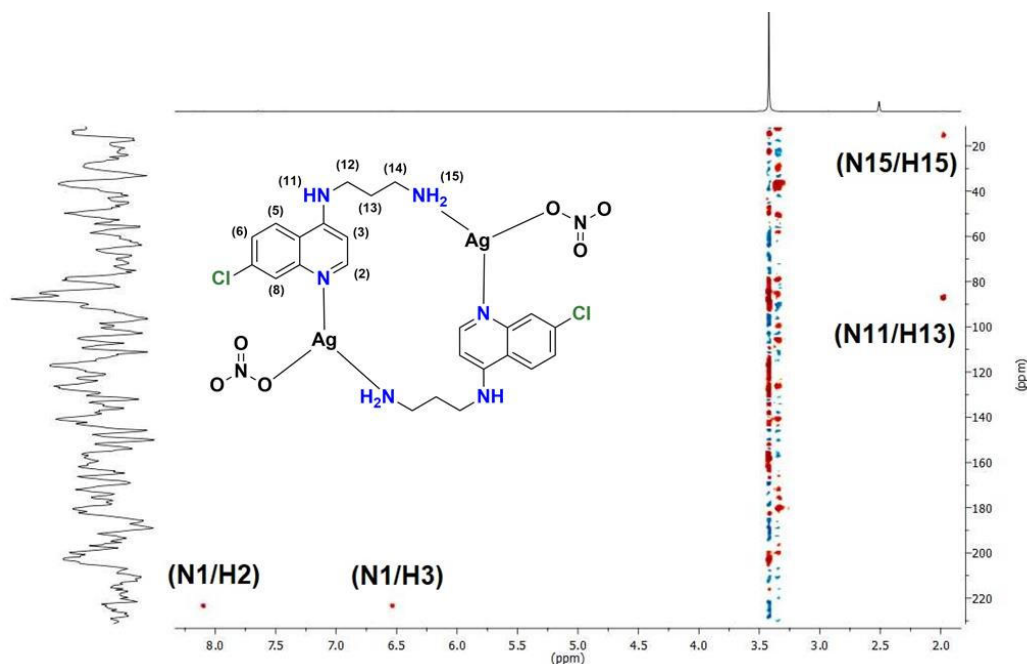 (12)
(14)
(11)
HN
(13)
(15)
NH2
(5)
(6)
(3)
O
N
O
O
Ag
Cl
N
(2)
(8)
N
Cl
Ag
O
N
O
O
H2N
NH
(N15/H15)
(N11/H13)
(N1/H2)
(N1/H3)
20
40
60
80
100
120
140
160
180
200
220
(ppm)
8.0
7.5
7.0
6.5
6.0
5.5
5.0
4.5
4.0
3.5
3.0
2.5
2.0
(ppm)